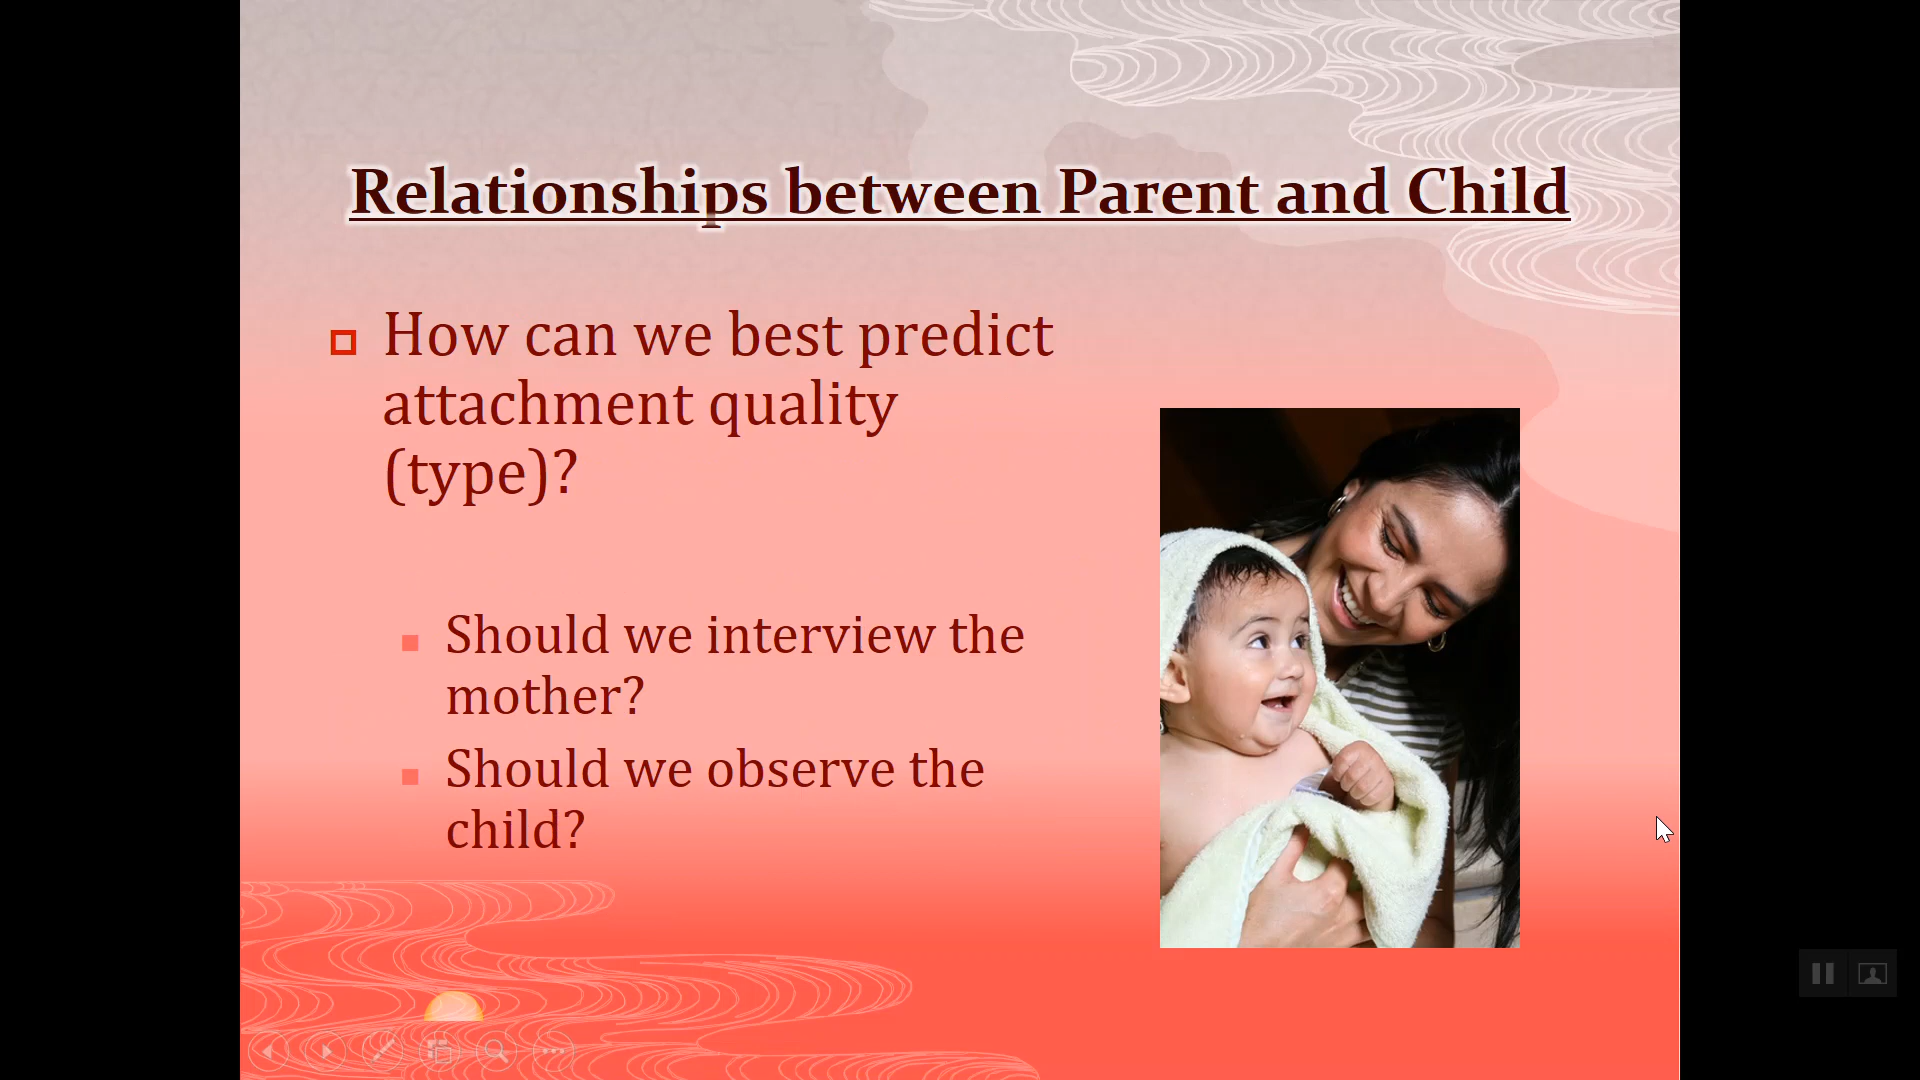 Relationships between Parent and Child
How can we best predict
attachment quality
(type)?
Should we interview the
mother?
Should we observe the
child?